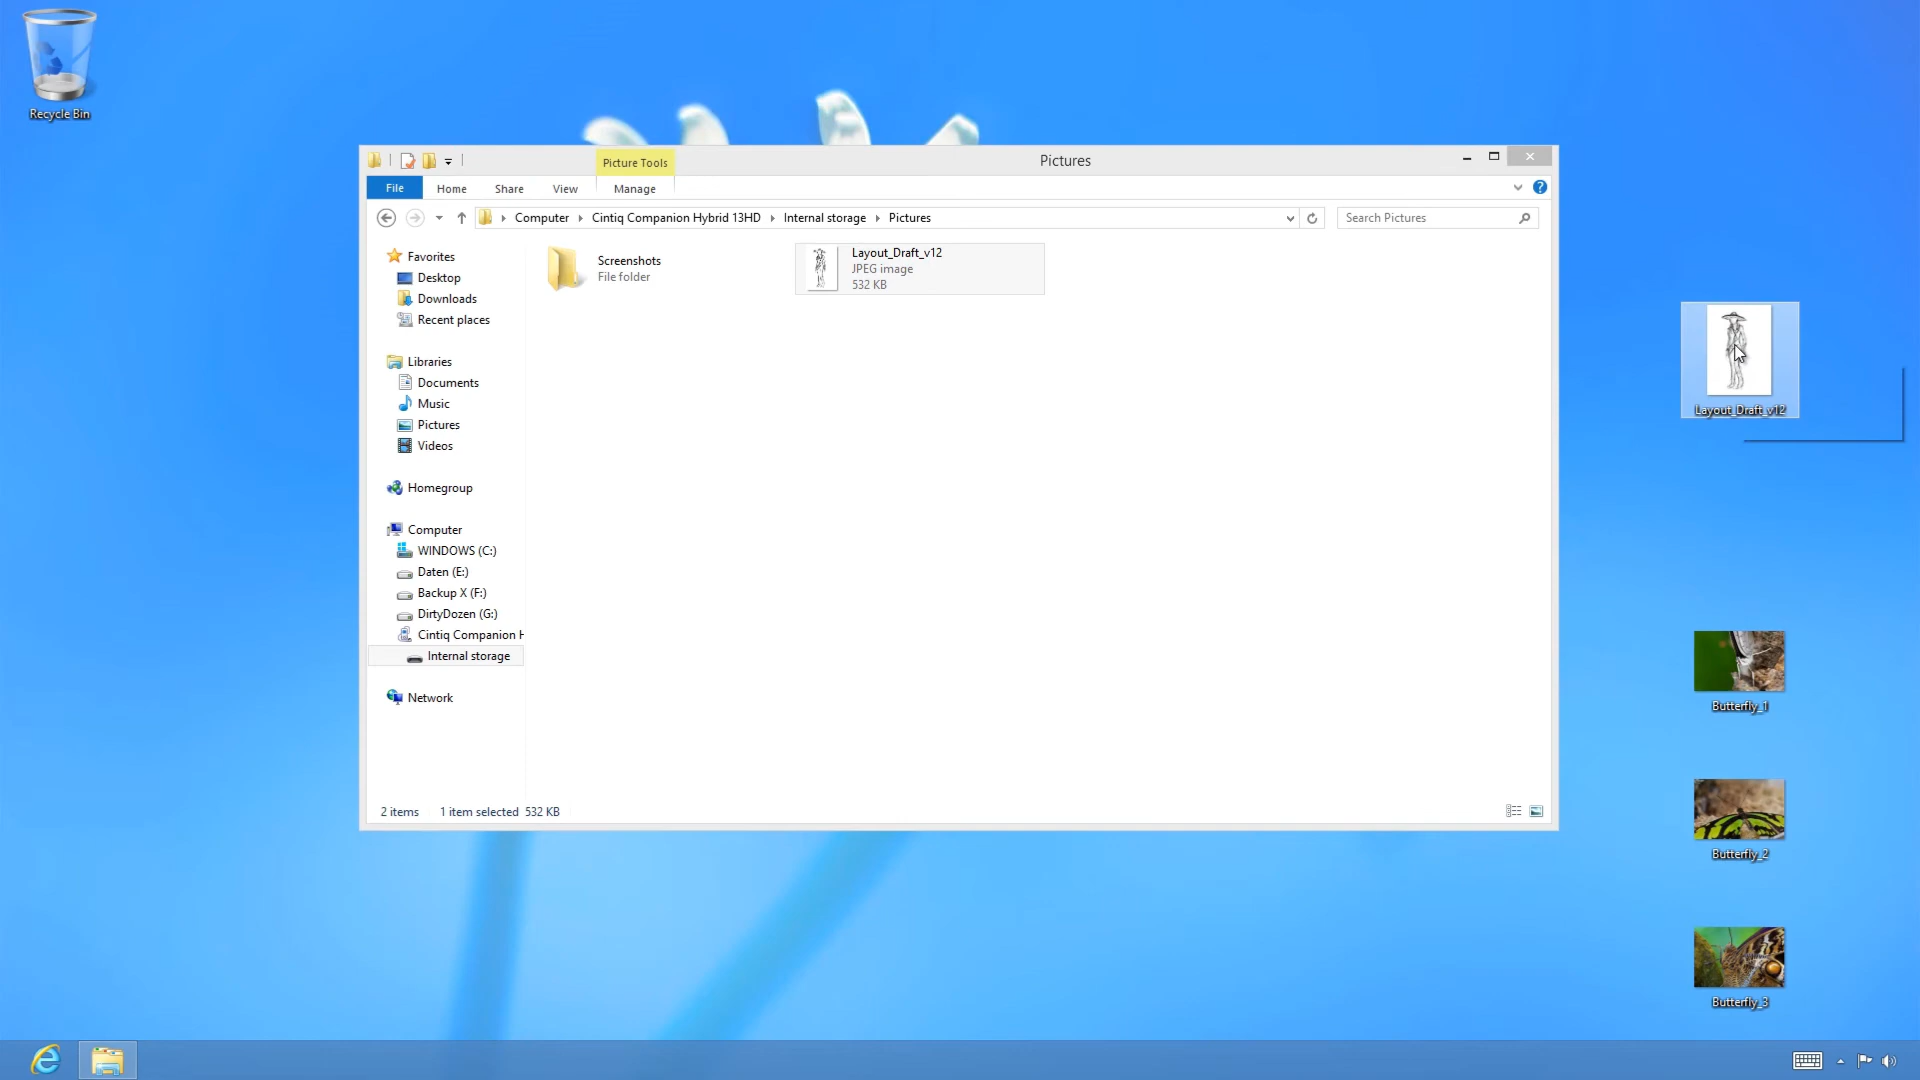 Recycle Bin
Picture Tools
Pictures
File
Home
Share
View
Manage
Computer
Cintiq Companion Hybrid 13HD
Internal storage
Pictures
Search Pictures
Favorites
Desktop
Downloads
Recent places
Libraries
Documents
Music
Pictures
Videos
Homegroup
Computer
WINDOWS (C:)
Daten (E:)
Backup X (F:)
DirtyDozen (G:)
Cintiq Companion H
Internal storage
Network
Screenshots
File folder
Layout_Draft_v12
JPEG image
532 KB
2 items
1 item selected 532 KB
Layout_Draft_v12
Butterfly_1
Butterfly_2
Butterfly_3